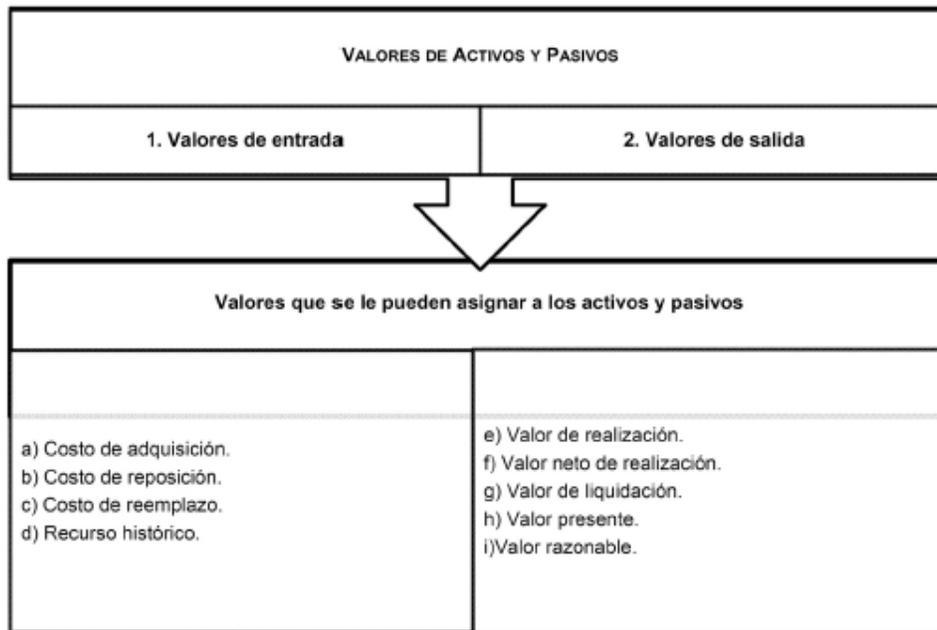 VALORES DE ACTIVOS Y PASIVOS
1. Valores de entrada
2. Valores de salida
Valores que se le pueden asignar a los activos y pasivos
a) Costo de adquisición.
b) Costo de reposición.
c) Costo de reemplazo.
d) Recurso histórico.
e) Valor de realización.
f) Valor neto de realización.
g) Valor de liquidación.
h) Valor presente.
i)Valor razonable.